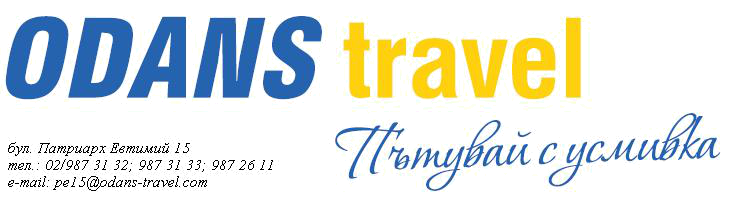 ODANS travel
Пътувай с усмивка
бул. Патриарх Евтимий 15
тел.: 02/987 31 32; 987 31 33; 987 26 11
e-mail: pe15@odans-travel.com